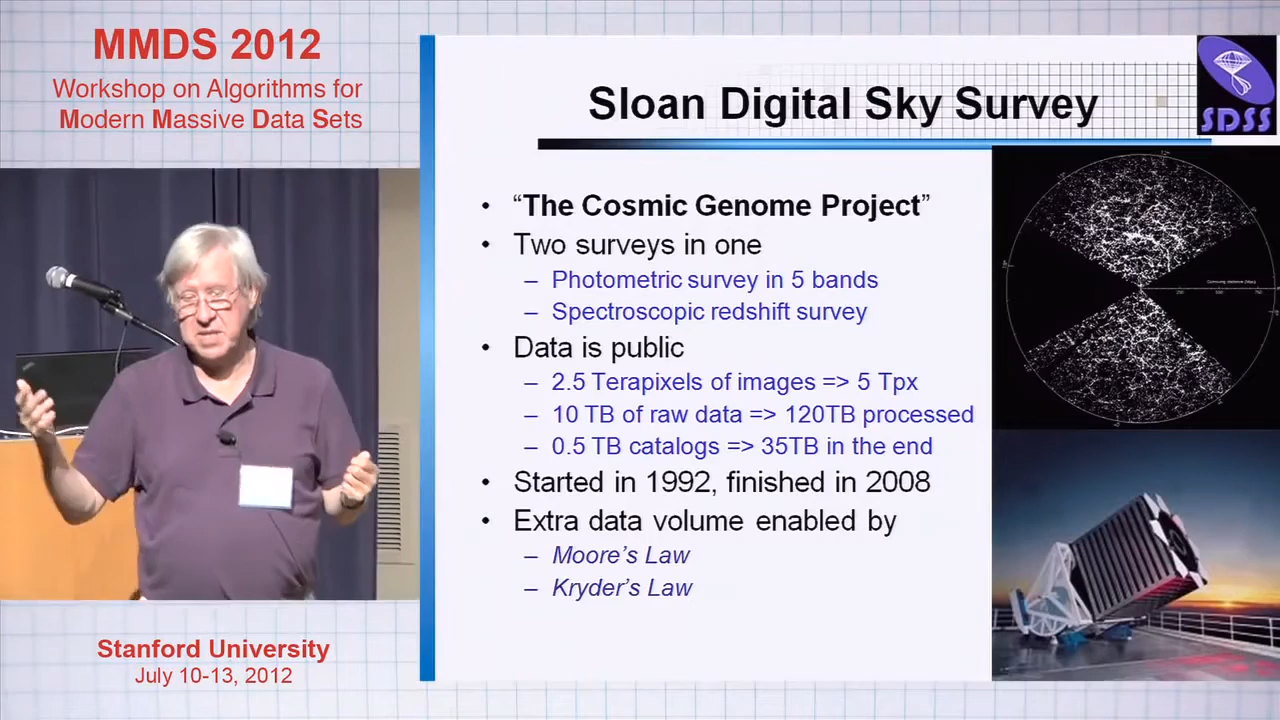 MMDS 2012
Workshop on Algorithms for
Modern Massive Data Sets
Stanford University
July 10-13, 2012
Sloan Digital Sky Survey
SDSS
• “The Cosmic Genome Project”
• Two surveys in one
– Photometric survey in 5 bands
– Spectroscopic redshift survey
• Data is public
– 2.5 Terapixels of images => 5 Tpx
– 10 TB of raw data => 120TB processed
– 0.5 TB catalogs => 35TB in the end
• Started in 1992, finished in 2008
• Extra data volume enabled by
– Moore’s Law
– Kryder’s Law